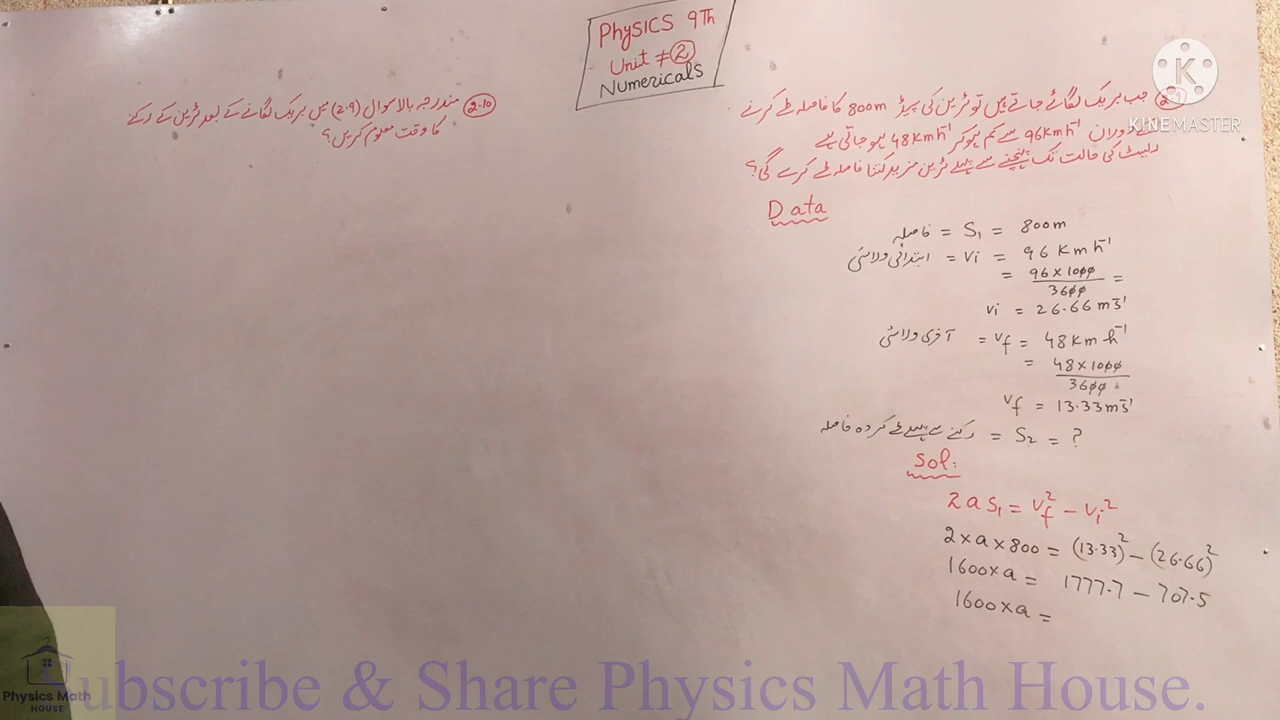 Physics 9Th
Unit # 2
Numericals
جب بریک لگائے جاتے ہیں تو ٹرین کی سپیڈ 800m کا فاصلہ طے کرنے
دوران 96kmh⁻¹ سے کم ہو کر 48kmh⁻¹ ہو جاتی ہے
ریسٹ کی حالت تک پہنچنے سے پہلے ٹرین مزید کتنا فاصلہ طے کرے گی؟
Data
فاصلہ = S₁ = 800m
ابتدائی ولاسٹی = vi = 96 Km h⁻¹
= 96 × 1000 / 3600 =
vi = 26.66 ms⁻¹
آخری ولاسٹی = vf = 48 Km h⁻¹
= 48 × 1000 / 3600
vf = 13.33 ms⁻¹
رکنے سے پہلے طے کردہ فاصلہ = S₂ = ?
Sol:
2 a S₁ = vf² – vi²
2 × a × 800 = (13.33)² – (26.66)²
1600 × a = 1777.7 – 707.5
1600 × a =
2.10 مندرجہ بالا سوال (2.9) میں بریک لگانے کے بعد ٹرین کے رکنے
کا وقت معلوم کریں؟
KINEMASTER
Physics Math
HOUSE
Subscribe & Share Physics Math House.